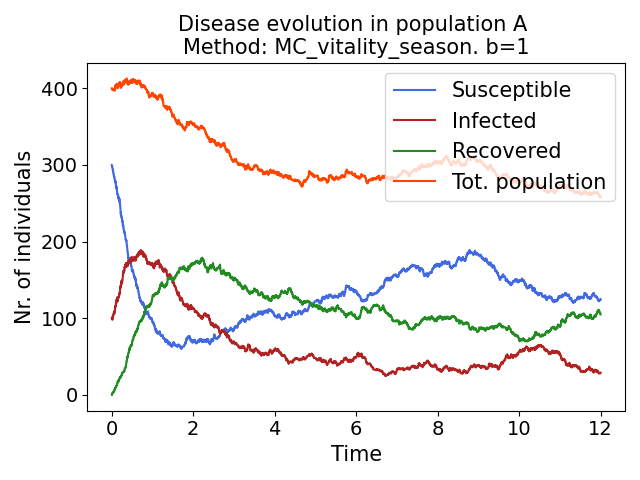 Disease evolution in population A
Method: MC_vitality_season. b=1
Nr. of individuals
400
300
200
100
0
Susceptible
Infected
Recovered
Tot. population
0 2 4 6 8 10 12
Time